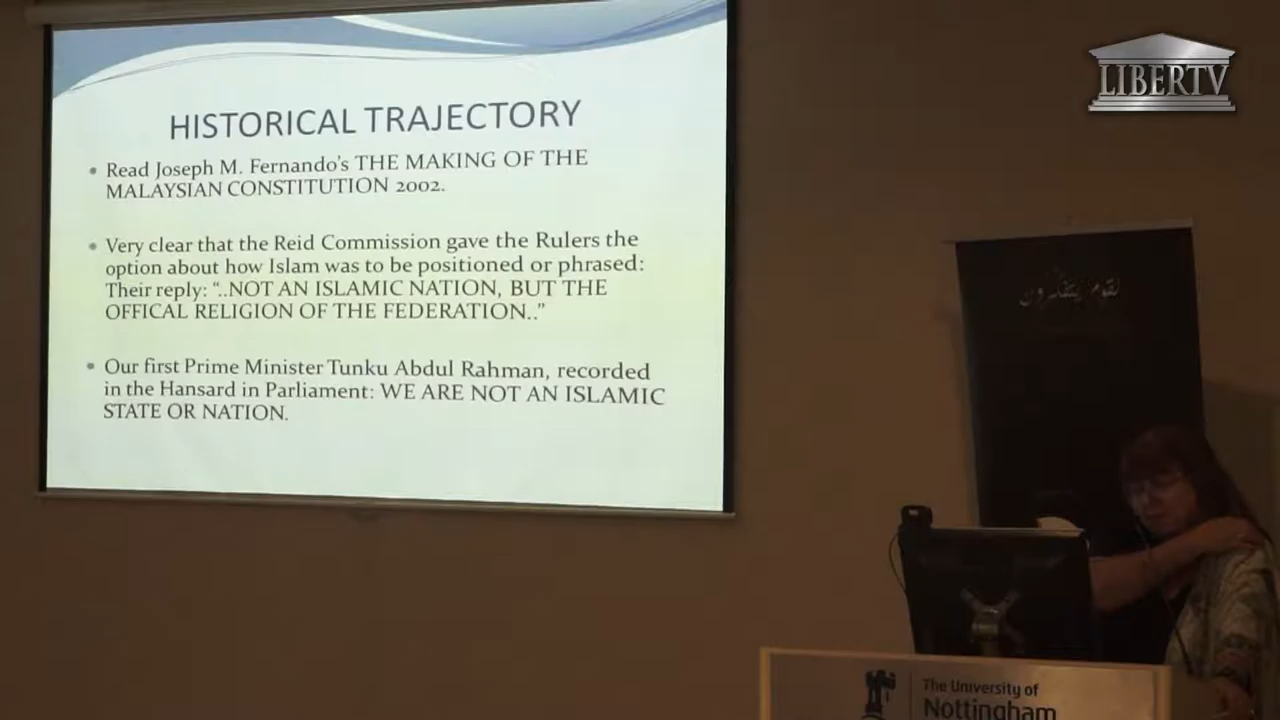 LIBERTV
HISTORICAL TRAJECTORY
• Read Joseph M. Fernando's THE MAKING OF THE
MALAYSIAN CONSTITUTION 2002.
• Very clear that the Reid Commission gave the Rulers the
option about how Islam was to be positioned or phrased:
Their reply: “..NOT AN ISLAMIC NATION, BUT THE
OFFICAL RELIGION OF THE FEDERATION..”
• Our first Prime Minister Tunku Abdul Rahman, recorded
in the Hansard in Parliament: WE ARE NOT AN ISLAMIC
STATE OR NATION.
لقوم يتفكرون
The University of
Nottingham